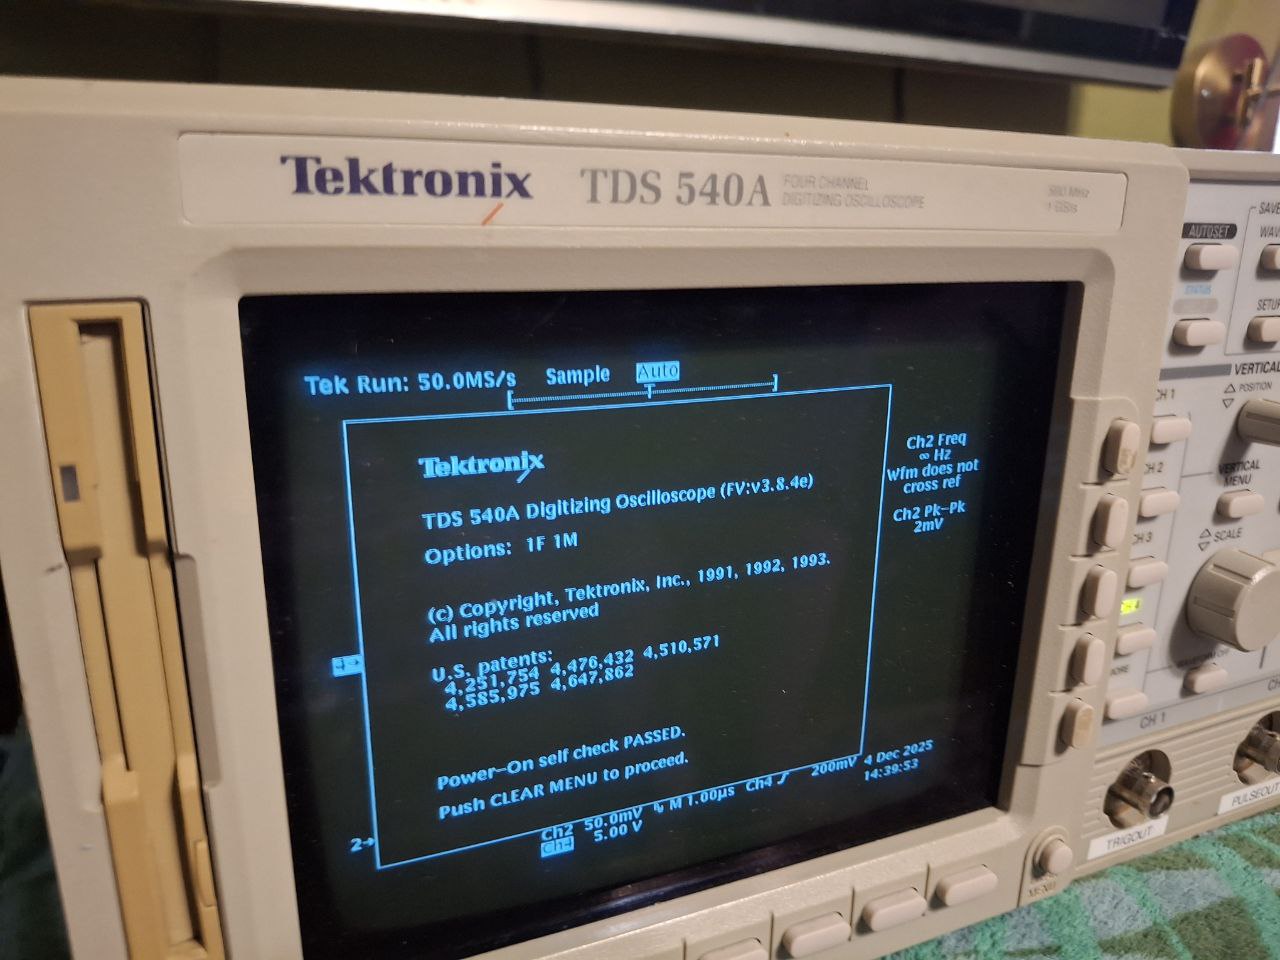 Tektronix TDS 540A FOUR CHANNEL DIGITIZING OSCILLOSCOPE 500 MHz 1 GS/s
Tek Run: 50.0MS/s Sample Auto
Tektronix
TDS 540A Digitizing Oscilloscope (FV:v3.8.4e)
Options: 1F 1M
(c) Copyright, Tektronix, Inc., 1991, 1992, 1993.
All rights reserved
U.S. patents:
4,251,754 4,476,432 4,510,571
4,585,975 4,647,862
Power-On self check PASSED.
Push CLEAR MENU to proceed.
Ch2 Freq
∞ Hz
Wfm does not
cross ref
Ch2 Pk-Pk
2mV
2→
Ch2 50.0mV M 1.00µs Ch4 200mV
Ch4 5.00 V
4 Dec 2025
14:39:53
AUTOSET
STATUS
VERTICAL
POSITION
CH 1
CH 2
VERTICAL
MENU
CH 3
SCALE
CH 4
CH 1
MENU
TRIGOUT
PULSEOUT